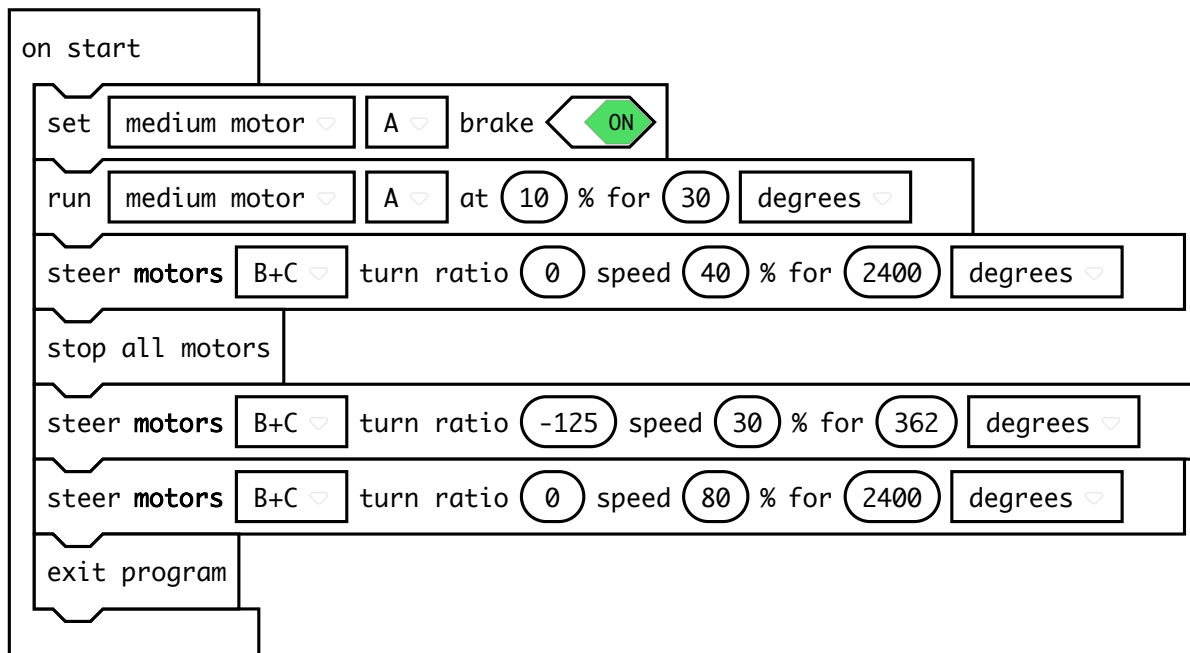 on start
set medium motor A brake ON
run medium motor A at 10 % for 30 degrees
steer motors B+C turn ratio 0 speed 40 % for 2400 degrees
stop all motors
steer motors B+C turn ratio -125 speed 30 % for 362 degrees
steer motors B+C turn ratio 0 speed 80 % for 2400 degrees
exit program